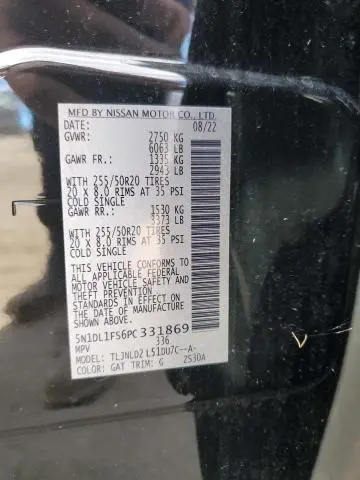 MFD BY NISSAN MOTOR CO., LTD.
DATE: 08/22
GVWR: 2750 KG
6063 LB
GAWR FR.: 1335 KG
2943 LB
WITH 255/50R20 TIRES
20 x 8.0 RIMS AT 35 PSI
COLD SINGLE
GAWR RR.: 1530 KG
3373 LB
WITH 255/50R20 TIRES
20 x 8.0 RIMS AT 35 PSI
COLD SINGLE
THIS VEHICLE CONFORMS TO
ALL APPLICABLE FEDERAL
MOTOR VEHICLE SAFETY
AND THEFT PREVENTION
STANDARDS IN EFFECT ON
THE DATE OF MANUFACTURE
SHOWN ABOVE.
5N1DL1FS6PC331869
MPV 336
TLJNLD2 L51DU7C--A-
COLOR: GAT TRIM: G 2S30A